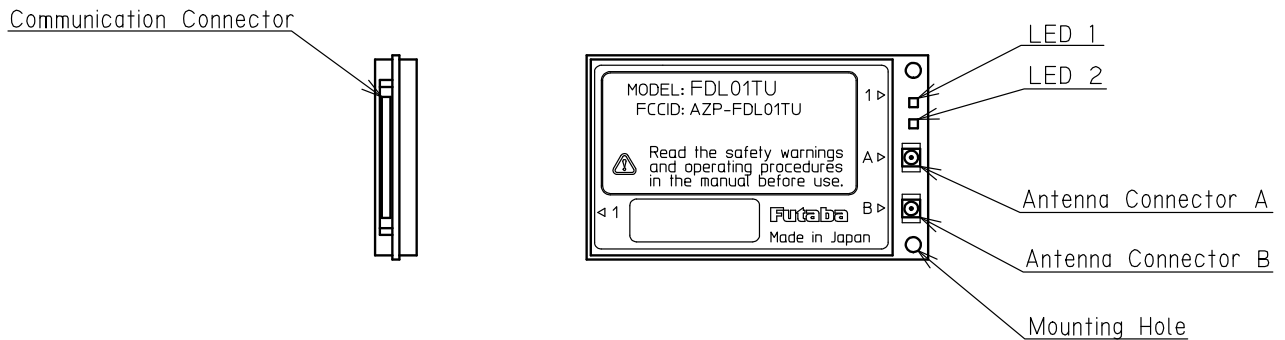 Communication Connector
LED 1
LED 2
MODEL: FDL01TU
FCCID: AZP-FDL01TU
1
Read the safety warnings
and operating procedures
in the manual before use.
A
Antenna Connector A
1
Futaba
B
Made in Japan
Antenna Connector B
Mounting Hole